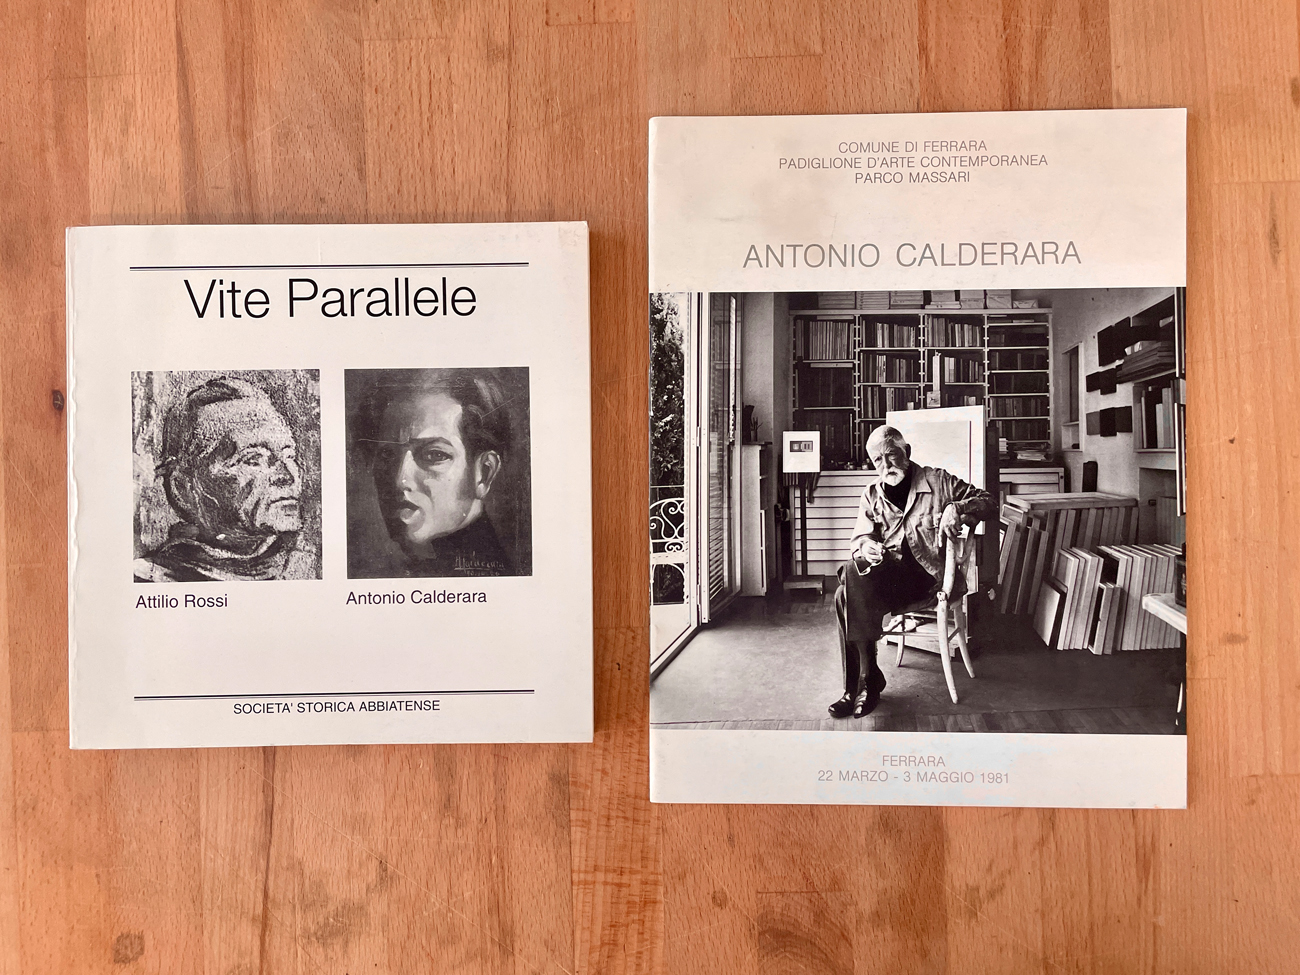 Vite Parallele
Attilio Rossi
Antonio Calderara
SOCIETA' STORICA ABBIATENSE
COMUNE DI FERRARA
PADIGLIONE D'ARTE CONTEMPORANEA
PARCO MASSARI
ANTONIO CALDERARA
FERRARA
22 MARZO - 3 MAGGIO 1981